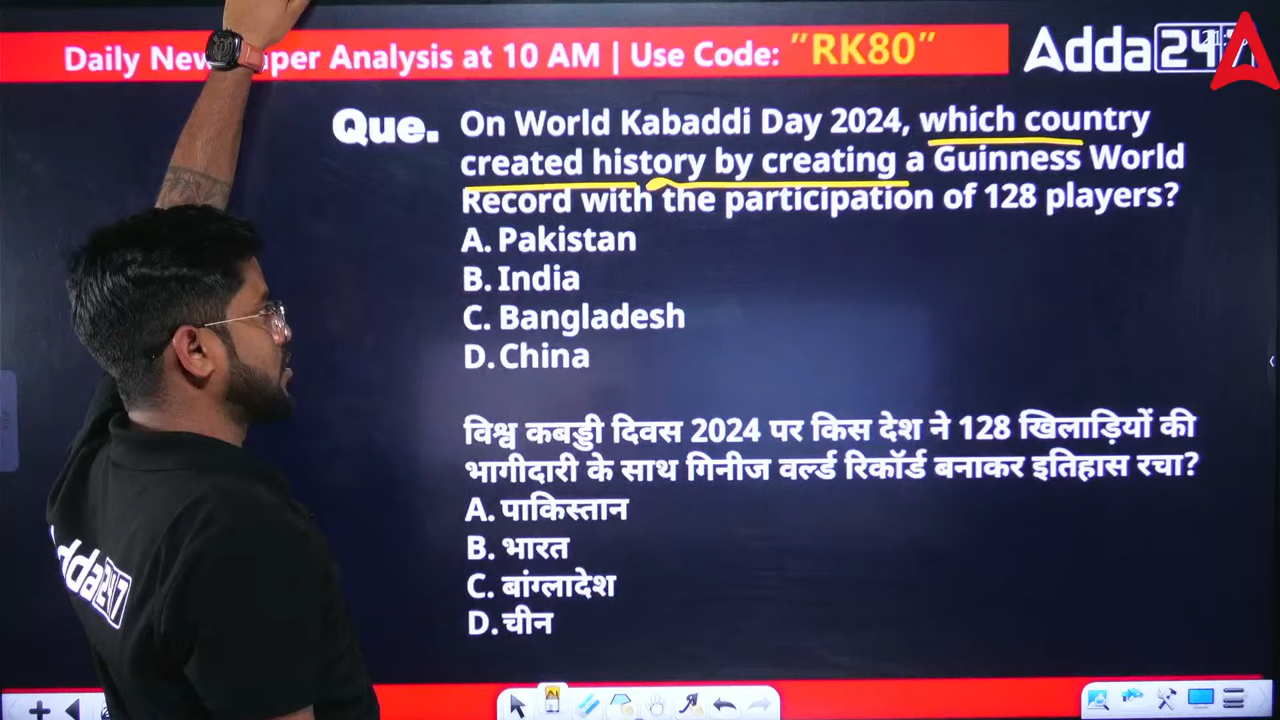 Daily New per Analysis at 10 AM | Use Code: "RK80"
Adda247
Que. On World Kabaddi Day 2024, which country
created history by creating a Guinness World
Record with the participation of 128 players?
A. Pakistan
B. India
C. Bangladesh
D. China
विश्व कबड्डी दिवस 2024 पर किस देश ने 128 खिलाड़ियों की
भागीदारी के साथ गिनीज वर्ल्ड रिकॉर्ड बनाकर इतिहास रचा?
A. पाकिस्तान
B. भारत
C. बांग्लादेश
D. चीन
dda247